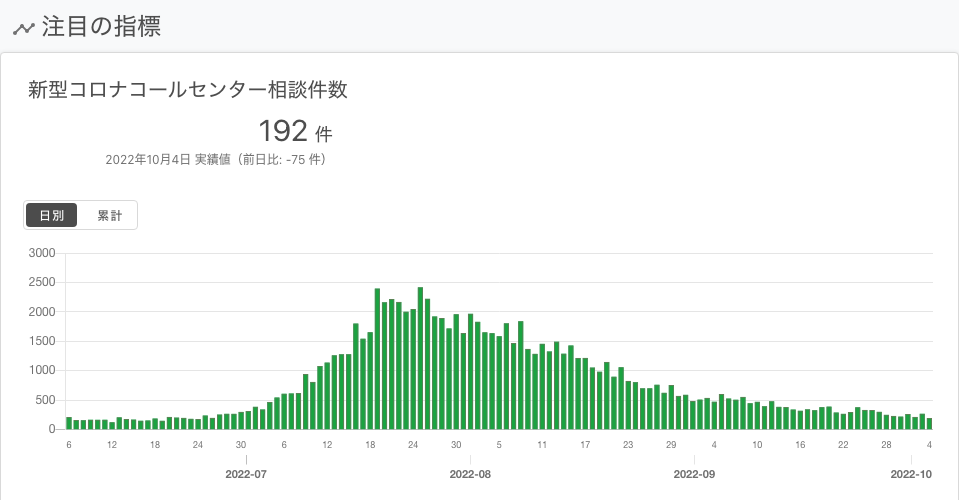 注目の指標
新型コロナコールセンター相談件数
192 件
2022年10月4日 実績値（前日比: -75 件）
日別 累計
3000
2500
2000
1500
1000
500
0
6 12 18 24 30 6 12 18 24 30 5 11 17 23 29 4 10 16 22 28 4
2022-07 2022-08 2022-09 2022-10